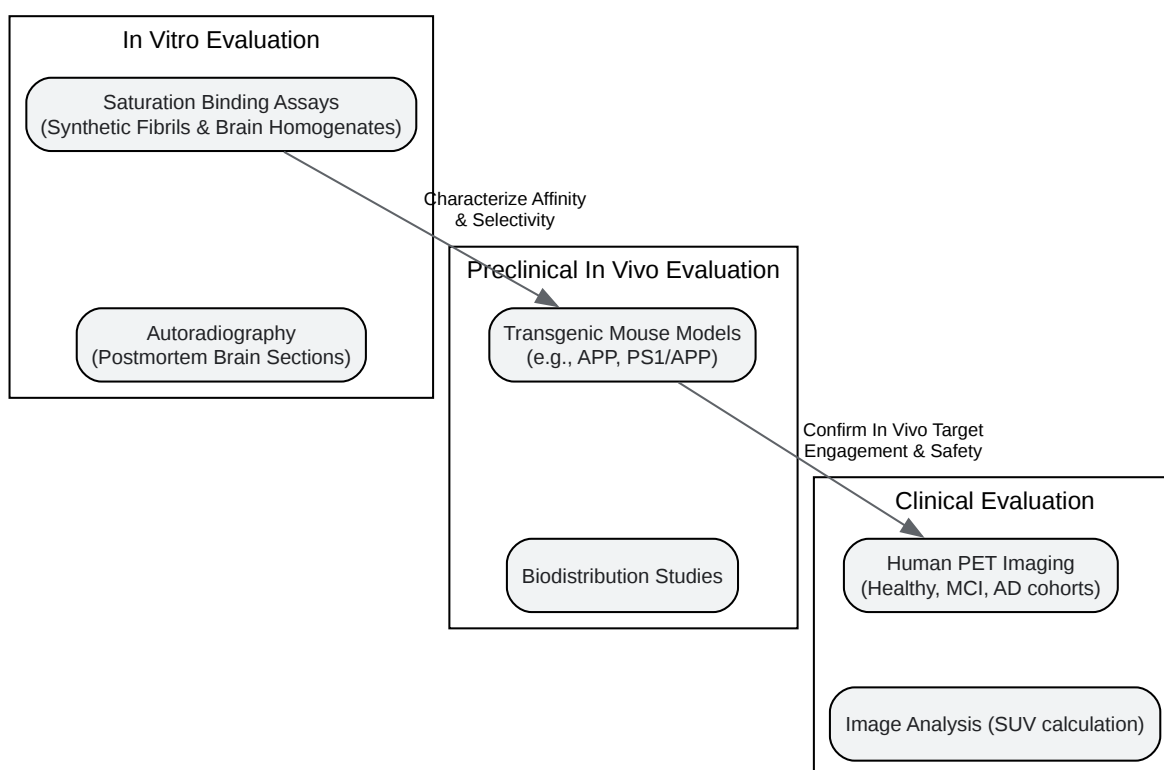 In Vitro Evaluation
Saturation Binding Assays
(Synthetic Fibrils & Brain Homogenates)
Characterize Affinity
& Selectivity
Autoradiography
(Postmortem Brain Sections)
Preclinical In Vivo Evaluation
Transgenic Mouse Models
(e.g., APP, PS1/APP)
Confirm In Vivo Target
Engagement & Safety
Biodistribution Studies
Clinical Evaluation
Human PET Imaging
(Healthy, MCI, AD cohorts)
Image Analysis (SUV calculation)